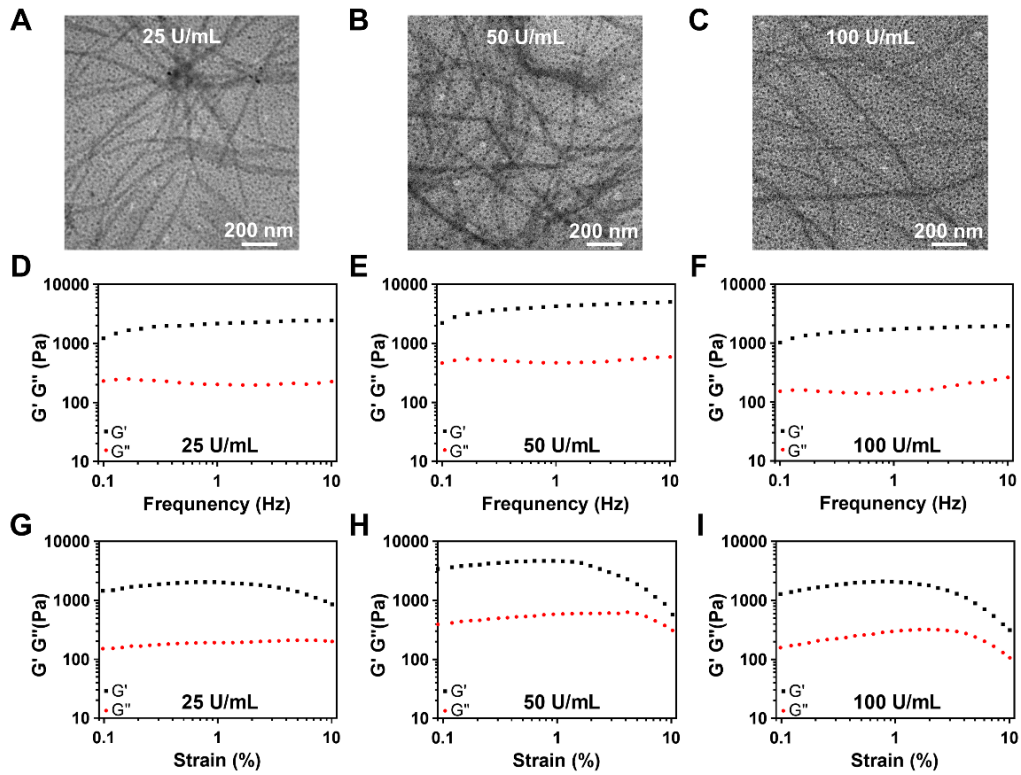 A
25 U/mL
200 nm
B
50 U/mL
200 nm
C
100 U/mL
200 nm
D
G' G" (Pa)
10000
1000
100
10
G'
G"
25 U/mL
0.1 1 10
Frequnency (Hz)
E
G' G" (Pa)
10000
1000
100
10
G'
G"
50 U/mL
0.1 1 10
Frequnency (Hz)
F
G' G" (Pa)
10000
1000
100
10
G'
G"
100 U/mL
0.1 1 10
Frequnency (Hz)
G
G' G"(Pa)
10000
1000
100
10
G'
G"
25 U/mL
0.1 1 10
Strain (%)
H
G' G"(Pa)
10000
1000
100
10
G'
G"
50 U/mL
0.1 1 10
Strain (%)
I
G' G"(Pa)
10000
1000
100
10
G'
G"
100 U/mL
0.1 1 10
Strain (%)